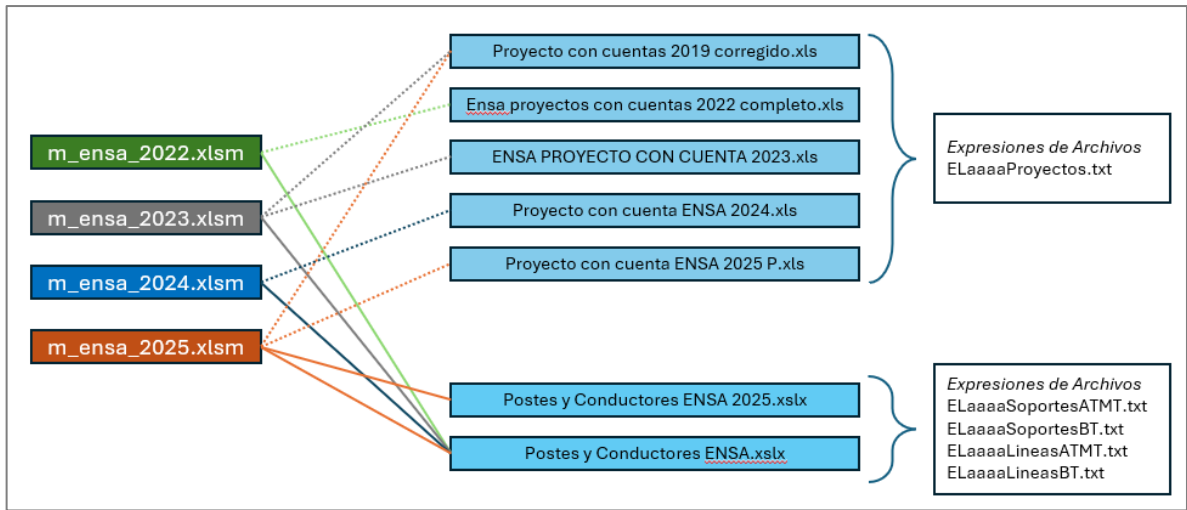 m_ensa_2022.xlsm
m_ensa_2023.xlsm
m_ensa_2024.xlsm
m_ensa_2025.xlsm
Proyecto con cuentas 2019 corregido.xls
Ensa proyectos con cuentas 2022 completo.xls
ENSA PROYECTO CON CUENTA 2023.xls
Proyecto con cuenta ENSA 2024.xls
Proyecto con cuenta ENSA 2025 P.xls
Postes y Conductores ENSA 2025.xslx
Postes y Conductores ENSA.xslx
Expresiones de Archivos
ELaaaaProyectos.txt
Expresiones de Archivos
ELaaaaSoportesATMT.txt
ELaaaaSoportesBT.txt
ELaaaaLineasATMT.txt
ELaaaaLineasBT.txt